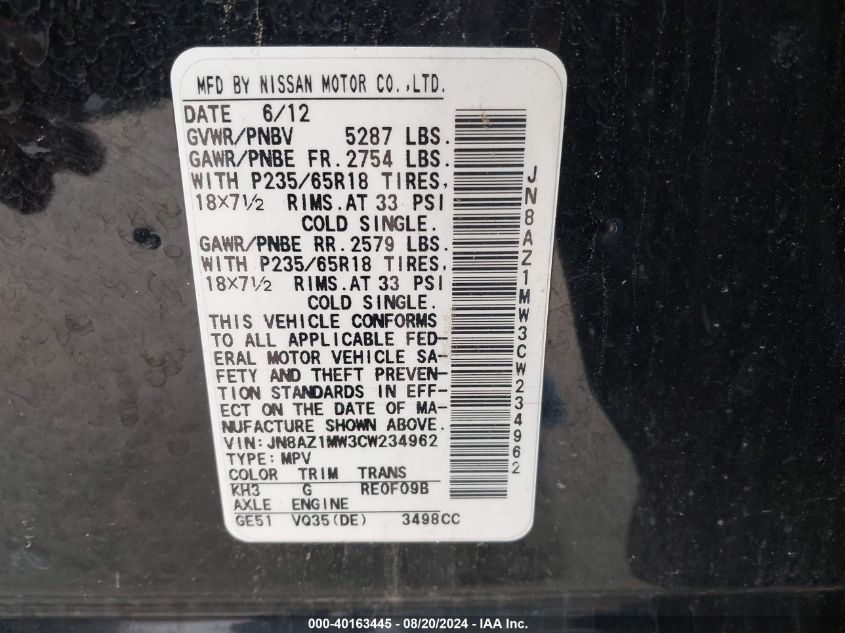 MFD BY NISSAN MOTOR CO.,LTD.
DATE 6/12
GVWR/PNBV 5287 LBS.
GAWR/PNBE FR.2754 LBS.
WITH P235/65R18 TIRES,
18×7½ RIMS.AT 33 PSI
COLD SINGLE.
GAWR/PNBE RR.2579 LBS.
WITH P235/65R18 TIRES,
18×7½ RIMS.AT 33 PSI
COLD SINGLE.
THIS VEHICLE CONFORMS
TO ALL APPLICABLE FED-
ERAL MOTOR VEHICLE SA-
FETY AND THEFT PREVEN-
TION STANDARDS IN EFF-
ECT ON THE DATE OF MA-
NUFACTURE SHOWN ABOVE.
VIN:JN8AZ1MW3CW234962
TYPE:MPV
COLOR TRIM TRANS
KH3 G RE0F09B
AXLE ENGINE
GE51 VQ35(DE) 3498CC
JN8AZ1MW3CW234962
000-40163445 - 08/20/2024 - IAA Inc.